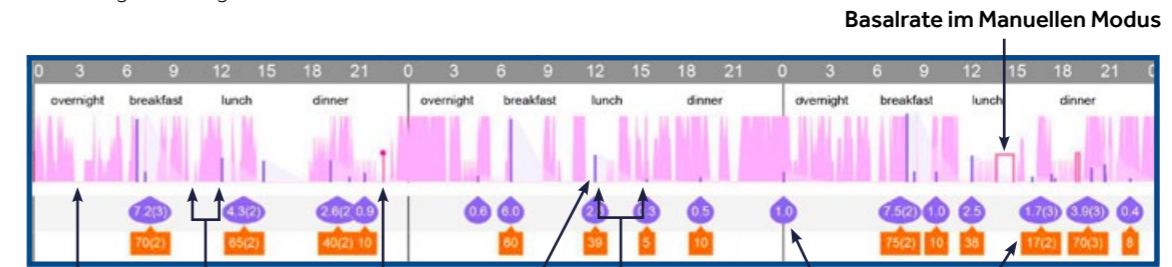 Basalrate im Manuellen Modus
0 3 6 9 12 15 18 21 0 3 6 9 12 15 18 21 0 3 6 9 12 15 18 21
overnight breakfast lunch dinner overnight breakfast lunch dinner overnight breakfast lunch dinner
7.2(3) 4.3(2) 2.6(2 0.9 0.6 6.0 0.5 1.0 7.5(2) 1.0 2.5 1.7(3) 3.9(3) 0.4
70(2) 65(2) 40(2) 10 60 39 5 10 75(2) 10 38 17(2) 70(3) 8